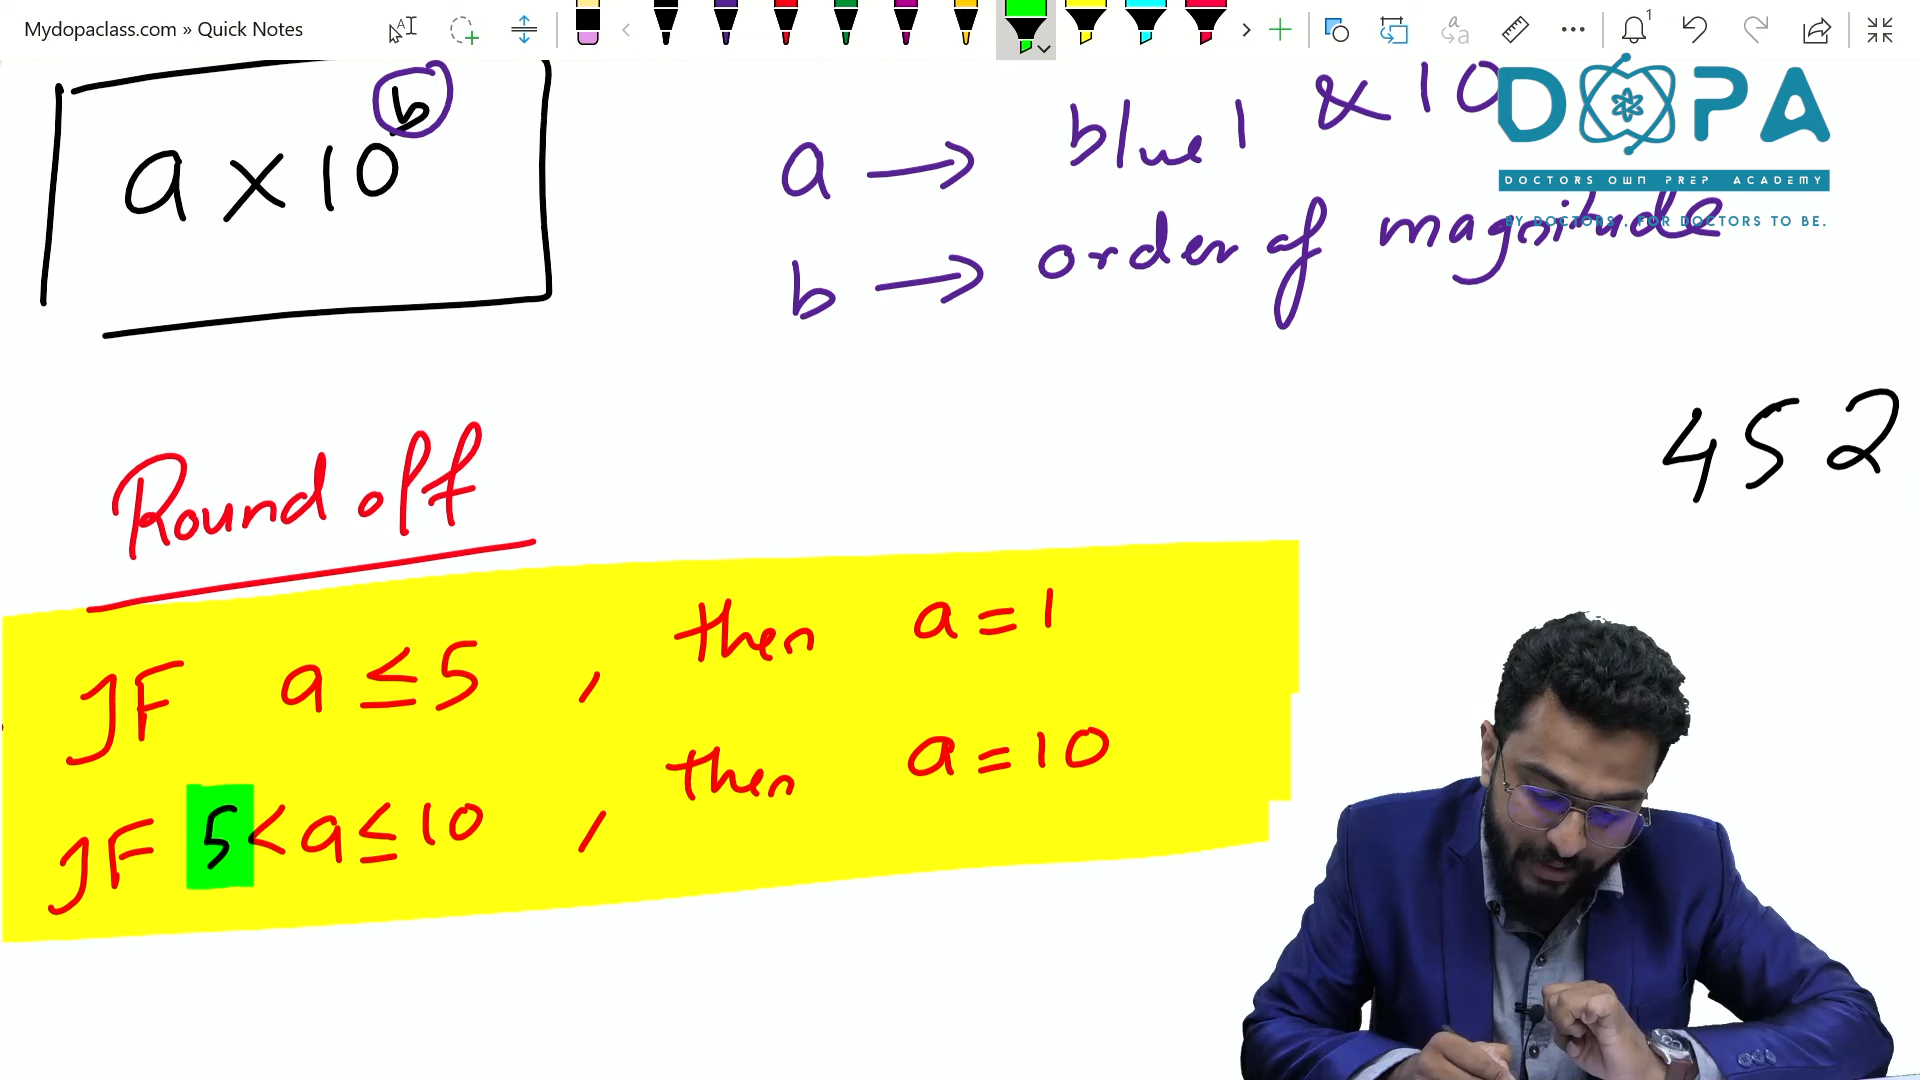 Mydopaclass.com » Quick Notes
a x 10^b
a → b/w 1 & 10
b → order of magnitude
DOPA
DOCTORS OWN PREP ACADEMY
BY DOCTORS . FOR DOCTORS TO BE.
452
Round off
IF a ≤ 5 , then a = 1
IF 5 < a ≤ 10 , then a = 10